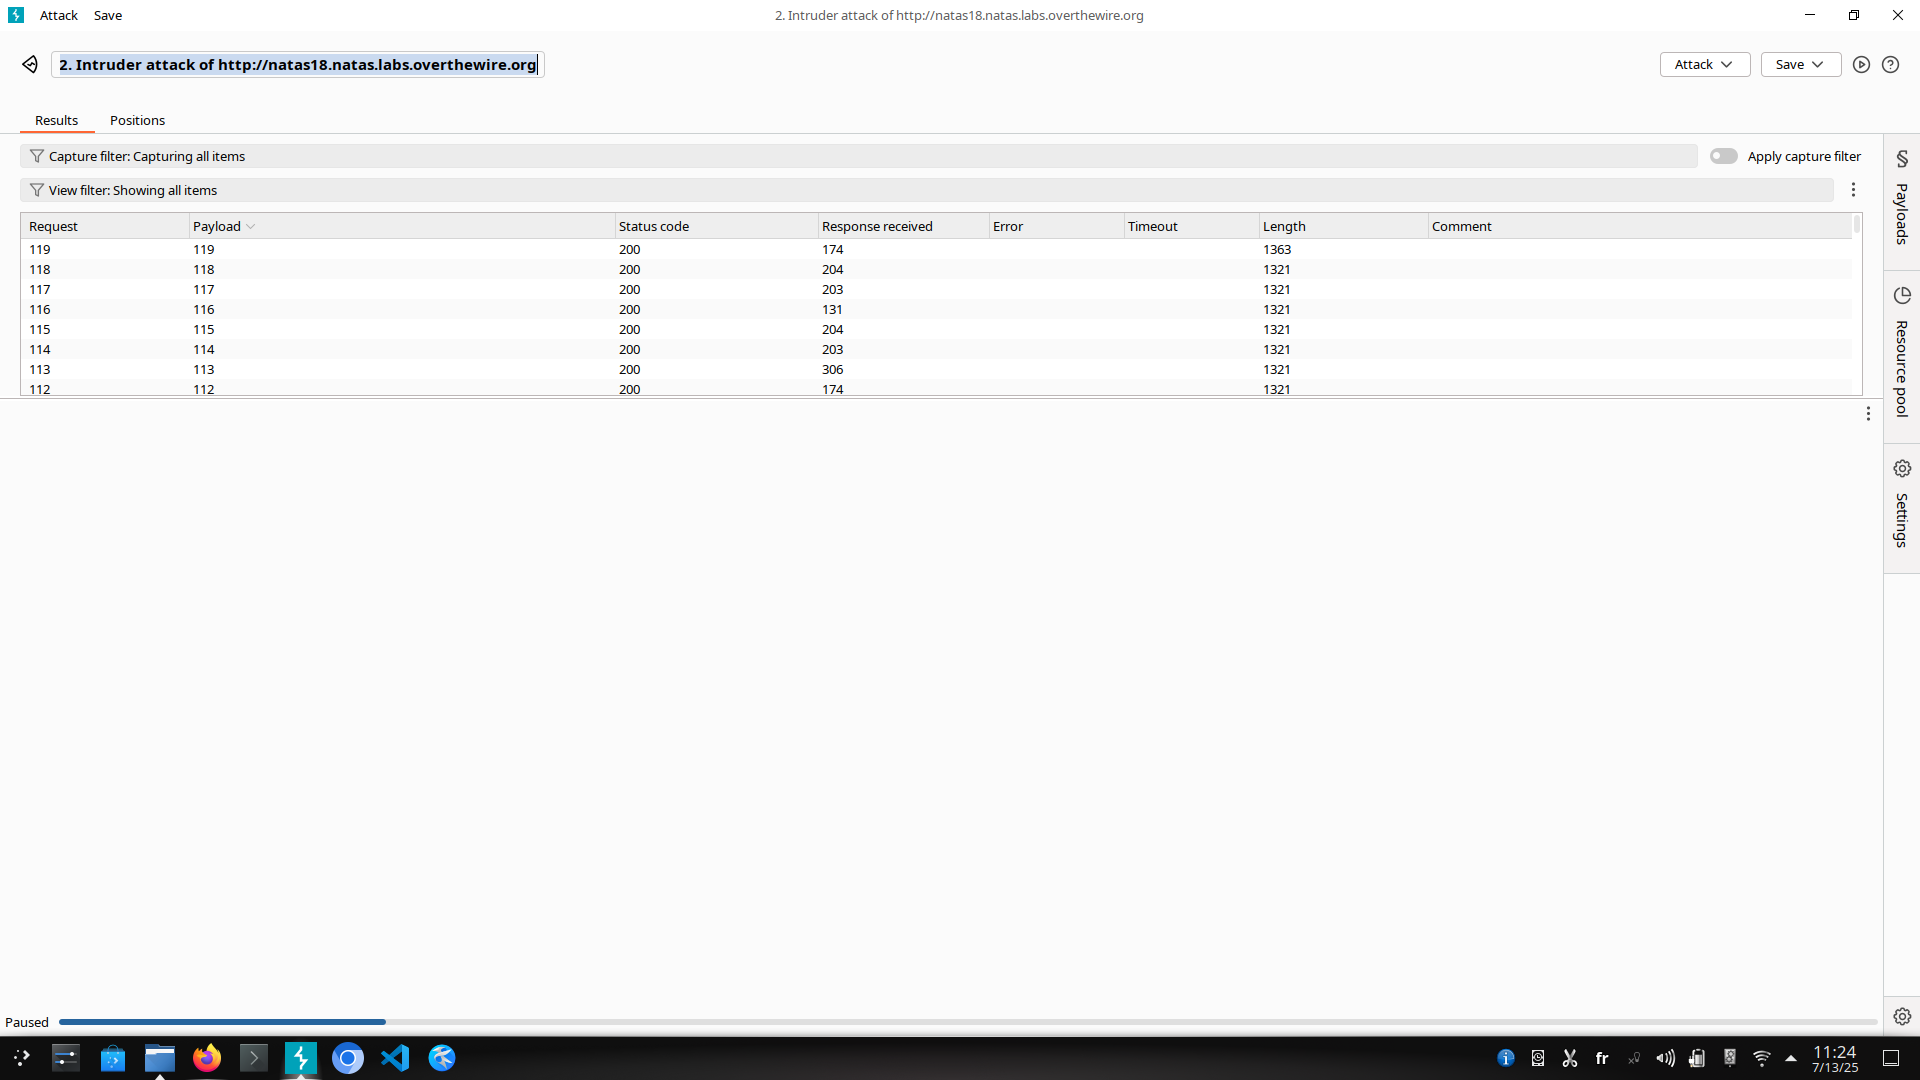 Attack Save 2. Intruder attack of http://natas18.natas.labs.overthewire.org
2. Intruder attack of http://natas18.natas.labs.overthewire.org Attack Save
Results Positions
Capture filter: Capturing all items Apply capture filter
View filter: Showing all items
Request Payload Status code Response received Error Timeout Length Comment
119 119 200 174 1363
118 118 200 204 1321
117 117 200 203 1321
116 116 200 131 1321
115 115 200 204 1321
114 114 200 203 1321
113 113 200 306 1321
112 112 200 174 1321
Payloads
Resource pool
Settings
Paused
fr 11:24
7/13/25